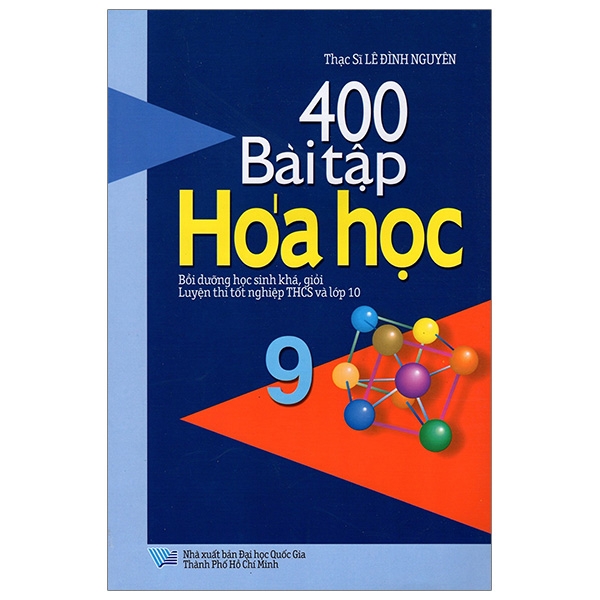 Thạc Sĩ LÊ ĐÌNH NGUYÊN
400
Bài tập
Hóa học
Bồi dưỡng học sinh khá, giỏi
Luyện thi tốt nghiệp THCS và lớp 10
9
Nhà xuất bản Đại học Quốc Gia
Thành Phố Hồ Chí Minh